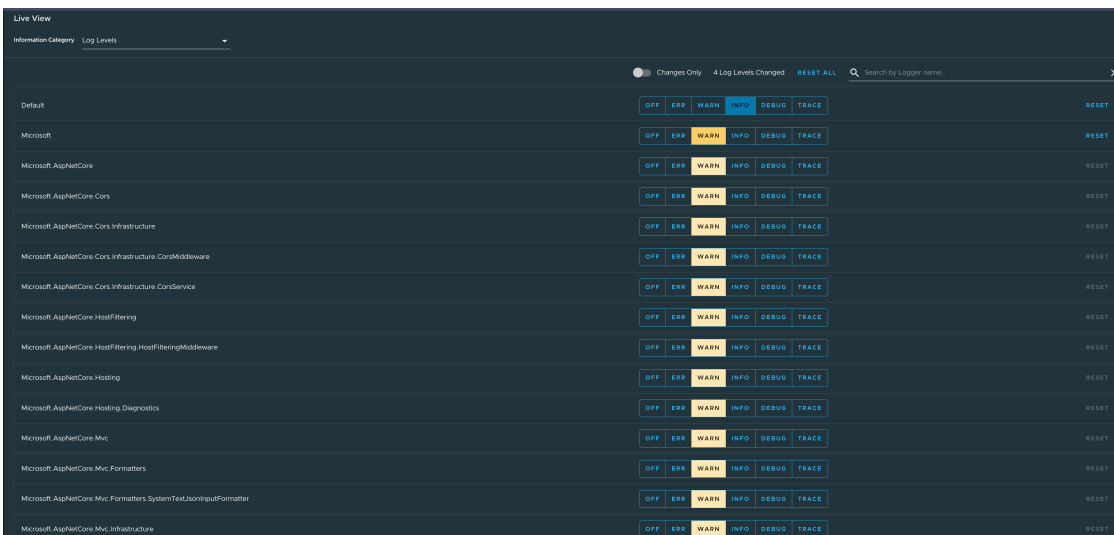 Live View
Information Category Log Levels
Changes Only 4 Log Levels Changed RESET ALL Search by Logger name..
Default OFF ERR WARN INFO DEBUG TRACE RESET
Microsoft OFF ERR WARN INFO DEBUG TRACE RESET
Microsoft.AspNetCore OFF ERR WARN INFO DEBUG TRACE RESET
Microsoft.AspNetCore.Cors OFF ERR WARN INFO DEBUG TRACE RESET
Microsoft.AspNetCore.Cors.Infrastructure OFF ERR WARN INFO DEBUG TRACE RESET
Microsoft.AspNetCore.Cors.Infrastructure.CorsMiddleware OFF ERR WARN INFO DEBUG TRACE RESET
Microsoft.AspNetCore.Cors.Infrastructure.CorsService OFF ERR WARN INFO DEBUG TRACE RESET
Microsoft.AspNetCore.HostFiltering OFF ERR WARN INFO DEBUG TRACE RESET
Microsoft.AspNetCore.HostFiltering.HostFilteringMiddleware OFF ERR WARN INFO DEBUG TRACE RESET
Microsoft.AspNetCore.Hosting OFF ERR WARN INFO DEBUG TRACE RESET
Microsoft.AspNetCore.Hosting.Diagnostics OFF ERR WARN INFO DEBUG TRACE RESET
Microsoft.AspNetCore.Mvc OFF ERR WARN INFO DEBUG TRACE RESET
Microsoft.AspNetCore.Mvc.Formatters OFF ERR WARN INFO DEBUG TRACE RESET
Microsoft.AspNetCore.Mvc.Formatters.SystemTextJsonInputFormatter OFF ERR WARN INFO DEBUG TRACE RESET
Microsoft.AspNetCore.Mvc.Infrastructure OFF ERR WARN INFO DEBUG TRACE RESET